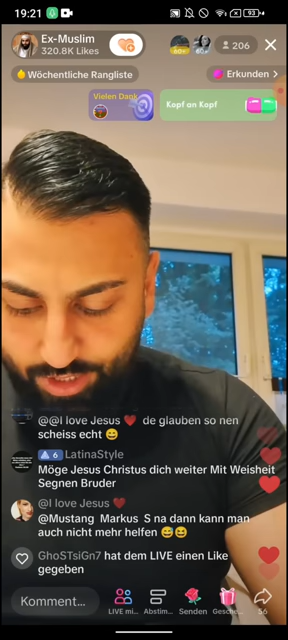 19:21
93
Ex-Muslim
320.8K Likes
60+
206
Wöchentliche Rangliste
Erkunden >
Vielen Dank
Kopf an Kopf
@@I love Jesus ❤️ de glauben so nen
scheiss echt 😄
6 LatinaStyle
Möge Jesus Christus dich weiter Mit Weisheit
Segnen Bruder
@I love Jesus ❤️
@Mustang Markus S na dann kann man
auch nicht mehr helfen 😅😂
GhoSTsiGn7 hat dem LIVE einen Like
gegeben
Komment...
LIVE mi...
Abstim...
Senden
Gesche...
56